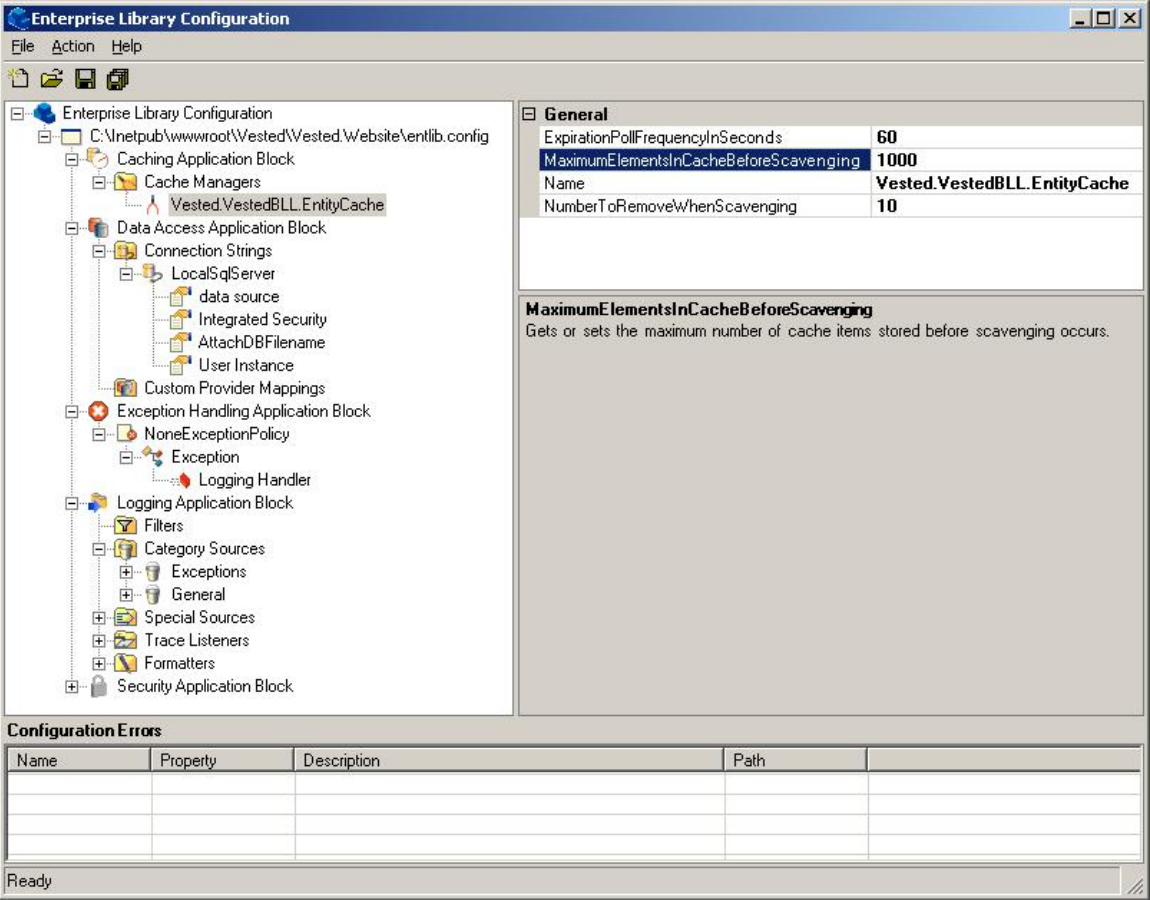 Enterprise Library Configuration
File Action Help
Enterprise Library Configuration
C:\Inetpub\wwwroot\Vested\Vested.Website\entlib.config
Caching Application Block
Cache Managers
Vested.VestedBLL.EntityCache
Data Access Application Block
Connection Strings
LocalSqlServer
data source
Integrated Security
AttachDBFilename
User Instance
Custom Provider Mappings
Exception Handling Application Block
NoneExceptionPolicy
Exception
Logging Handler
Logging Application Block
Filters
Category Sources
Exceptions
General
Special Sources
Trace Listeners
Formatters
Security Application Block
General
ExpirationPollFrequencyInSeconds 60
MaximumElementsInCacheBeforeScavenging 1000
Name Vested.VestedBLL.EntityCache
NumberToRemoveWhenScavenging 10
MaximumElementsInCacheBeforeScavenging
Gets or sets the maximum number of cache items stored before scavenging occurs.
Configuration Errors
Name Property Description Path
Ready